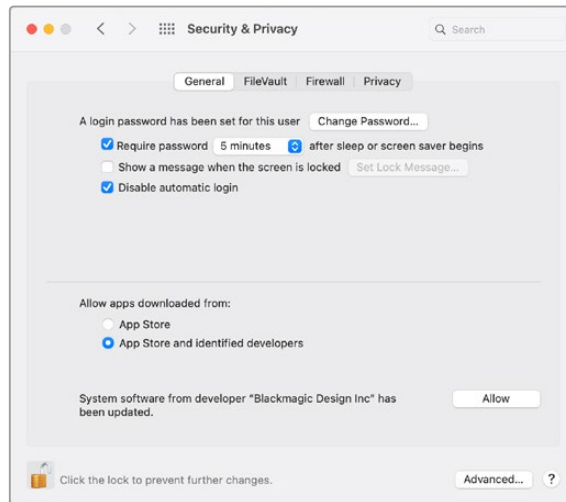 Security & Privacy
Search
General FileVault Firewall Privacy
A login password has been set for this user Change Password...
Require password 5 minutes after sleep or screen saver begins
Show a message when the screen is locked Set Lock Message...
Disable automatic login
Allow apps downloaded from:
App Store
App Store and identified developers
System software from developer "Blackmagic Design Inc" has Allow
been updated.
Click the lock to prevent further changes. Advanced... ?